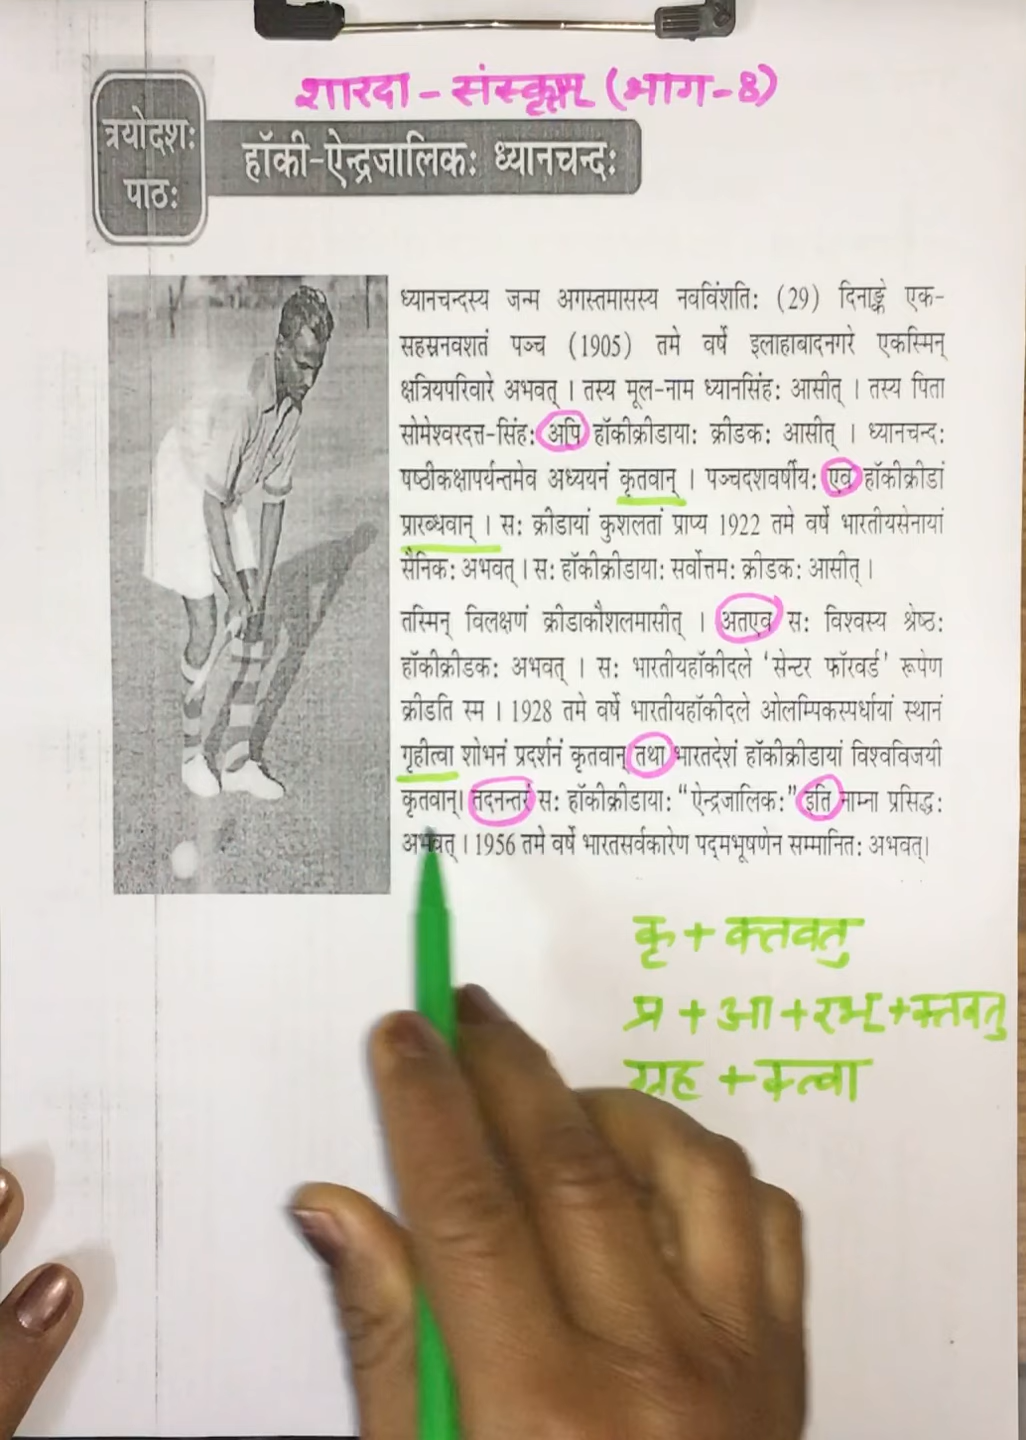 शारदा - संस्कृतम् (भाग-8)
त्रयोदशः
पाठः
हॉकी-ऐन्द्रजालिकः ध्यानचन्दः
ध्यानचन्दस्य जन्म अगस्तमासस्य नवविंशतिः (29) दिनाङ्के एक-
सहस्रनवशतं पञ्च (1905) तमे वर्षे इलाहाबादनगरे एकस्मिन्
क्षत्रियपरिवारे अभवत् । तस्य मूल-नाम ध्यानसिंहः आसीत् । तस्य पिता
सोमेश्वरदत्त-सिंहः अपि हॉकीक्रीडायाः क्रीडकः आसीत् । ध्यानचन्दः
षष्ठीकक्षापर्यन्तमेव अध्ययनं कृतवान् । पञ्चदशवर्षीयः एव हॉकीक्रीडां
प्रारब्धवान् । सः क्रीडायां कुशलतां प्राप्य 1922 तमे वर्षे भारतीयसेनायां
सैनिकः अभवत् । सः हॉकीक्रीडायाः सर्वोत्तमः क्रीडकः आसीत् ।
तस्मिन् विलक्षणं क्रीडाकौशलमासीत् । अतएव सः विश्वस्य श्रेष्ठः
हॉकीक्रीडकः अभवत् । सः भारतीयहॉकीदले ‘सेन्टर फॉरवर्ड’ रूपेण
क्रीडति स्म । 1928 तमे वर्षे भारतीयहॉकीदले ओलम्पिकस्पर्धायां स्थानं
गृहीत्वा शोभनं प्रदर्शनं कृतवान् तथा भारतदेशं हॉकीक्रीडायां विश्वविजयी
कृतवान्। तदनन्तरं सः हॉकीक्रीडायाः “ऐन्द्रजालिकः” इति नाम्ना प्रसिद्धः
अभवत् । 1956 तमे वर्षे भारतसर्वकारेण पद्मभूषणेन सम्मानितः अभवत्।
कृ + क्तवतु
प्र + आ + रभ् + क्तवतु
ग्रह + क्त्वा